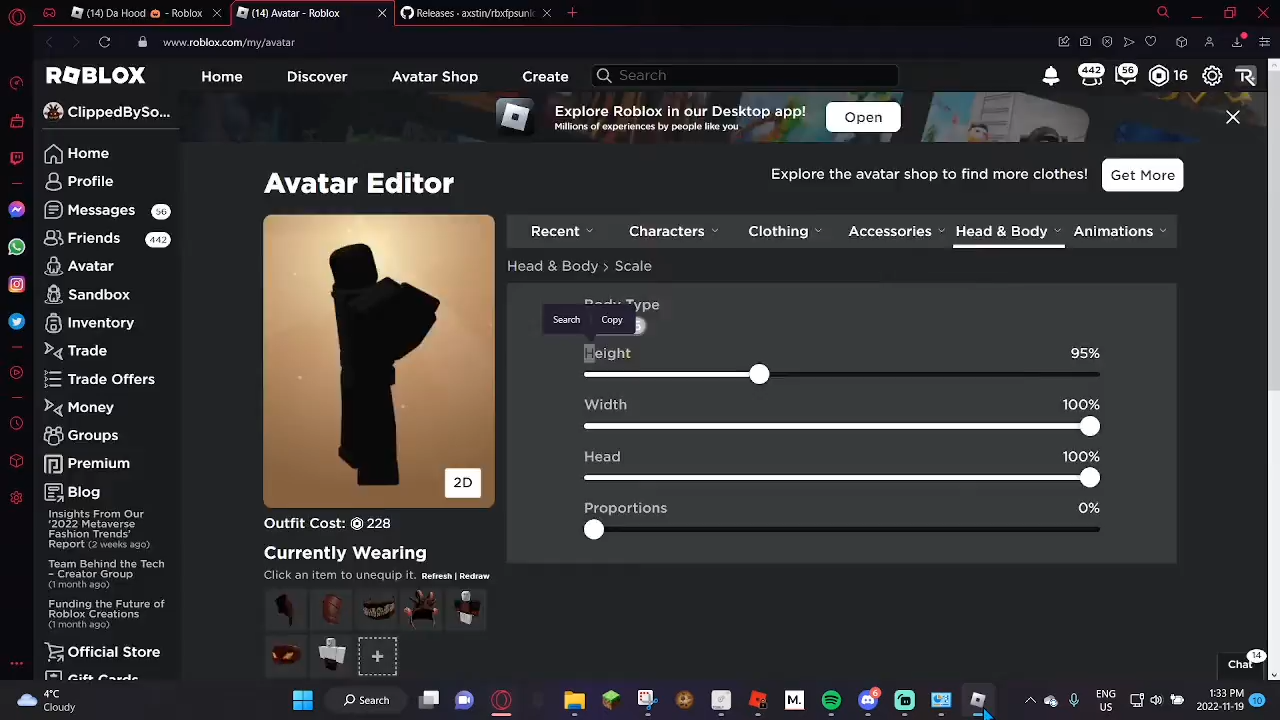 (14) Da Hood 🎃 - Roblox
(14) Avatar - Roblox
Releases · axstin/rbxfpsunl
www.roblox.com/my/avatar
ROBLOX
Home
Discover
Avatar Shop
Create
Search
442
56
16
ClippedBySo...
Explore Roblox in our Desktop app!
Millions of experiences by people like you
Open
Home
Profile
Messages 56
Friends 442
Avatar
Sandbox
Inventory
Trade
Trade Offers
Money
Groups
Premium
Blog
Insights From Our
'2022 Metaverse
Fashion Trends'
Report (2 weeks ago)
Team Behind the Tech
– Creator Group
(1 month ago)
Funding the Future of
Roblox Creations
(1 month ago)
Official Store
Gift Cards
Avatar Editor
Explore the avatar shop to find more clothes!
Get More
Recent
Characters
Clothing
Accessories
Head & Body
Animations
Head & Body > Scale
Body Type
Search
Copy
Height
95%
Width
100%
Head
100%
Proportions
0%
2D
Outfit Cost: 228
Currently Wearing
Click an item to unequip it. Refresh | Redraw
+
Chat
14
4°C
Cloudy
Search
M.
6
ENG
US
1:33 PM
2022-11-19
10